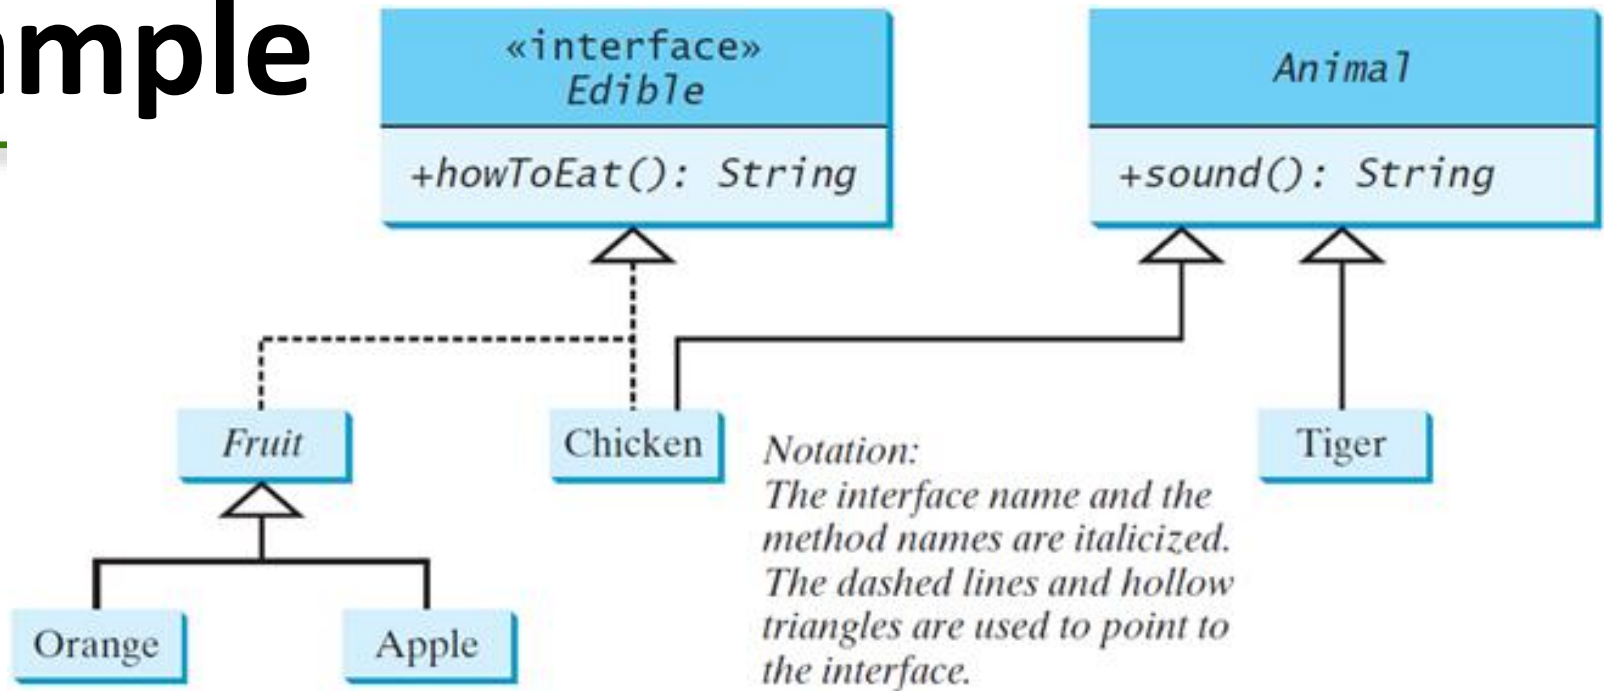 ample
«interface»
Edible
+howToEat(): String
Animal
+sound(): String
Fruit
Chicken
Tiger
Orange
Apple
Notation:
The interface name and the
method names are italicized.
The dashed lines and hollow
triangles are used to point to
the interface.